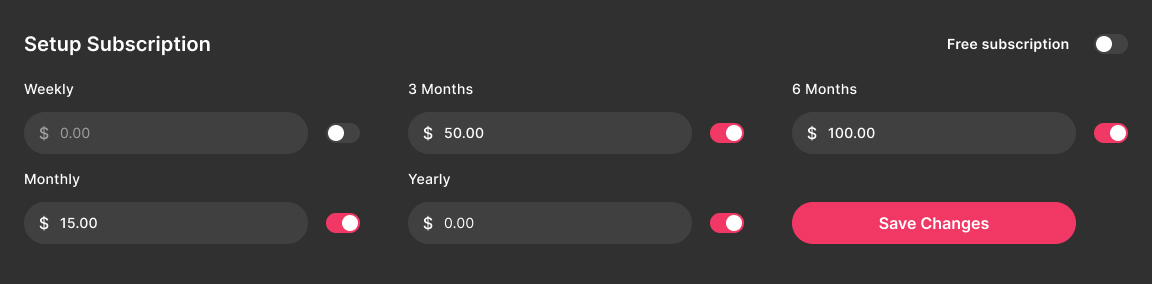 Setup Subscription
Free subscription
Weekly
3 Months
6 Months
$ 0.00
$ 50.00
$ 100.00
Monthly
Yearly
$ 15.00
$ 0.00
Save Changes